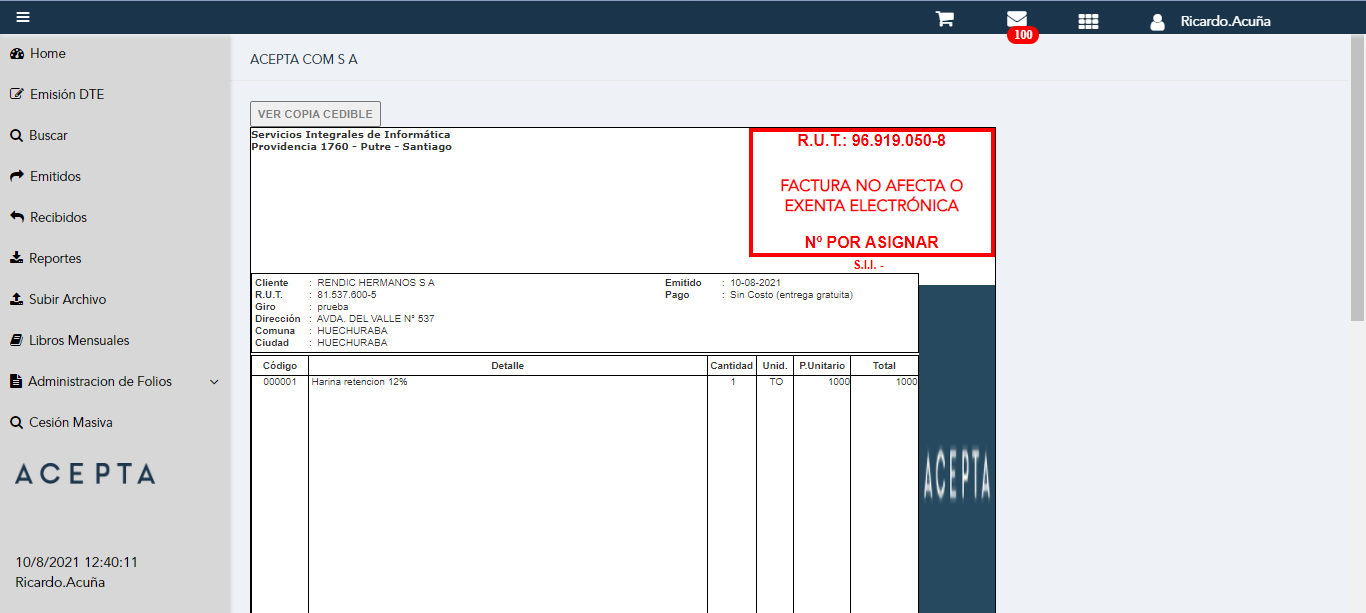 Ricardo.Acuña
100
Home
Emisión DTE
Buscar
Emitidos
Recibidos
Reportes
Subir Archivo
Libros Mensuales
Administracion de Folios
Cesión Masiva
ACEPTA
10/8/2021 12:40:11
Ricardo.Acuña
ACEPTA COM S A
VER COPIA CEDIBLE
Servicios Integrales de Informática
Providencia 1760 - Putre - Santiago
R.U.T.: 96.919.050-8
FACTURA NO AFECTA O
EXENTA ELECTRÓNICA
Nº POR ASIGNAR
S.I.I. -
Cliente : RENDIC HERMANOS S A Emitido : 10-08-2021
R.U.T. : 81.537.600-5 Pago : Sin Costo (entrega gratuita)
Giro : prueba
Dirección : AVDA. DEL VALLE N° 537
Comuna : HUECHURABA
Ciudad : HUECHURABA
Código Detalle Cantidad Unid. P.Unitario Total
000001 Harina retencion 12% 1 TO 1000 1000
ACEPTA